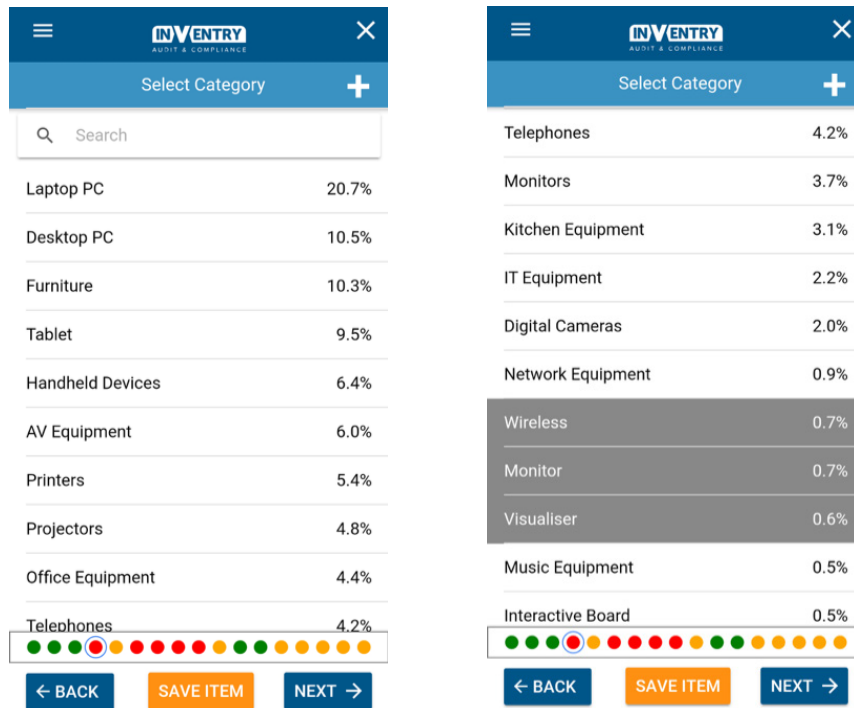 INVENTRY
AUDIT & COMPLIANCE
Select Category
Search
Laptop PC 20.7%
Desktop PC 10.5%
Furniture 10.3%
Tablet 9.5%
Handheld Devices 6.4%
AV Equipment 6.0%
Printers 5.4%
Projectors 4.8%
Office Equipment 4.4%
Telephones 4.2%
BACK SAVE ITEM NEXT
INVENTRY
AUDIT & COMPLIANCE
Select Category
Telephones 4.2%
Monitors 3.7%
Kitchen Equipment 3.1%
IT Equipment 2.2%
Digital Cameras 2.0%
Network Equipment 0.9%
Wireless 0.7%
Monitor 0.7%
Visualiser 0.6%
Music Equipment 0.5%
Interactive Board 0.5%
BACK SAVE ITEM NEXT